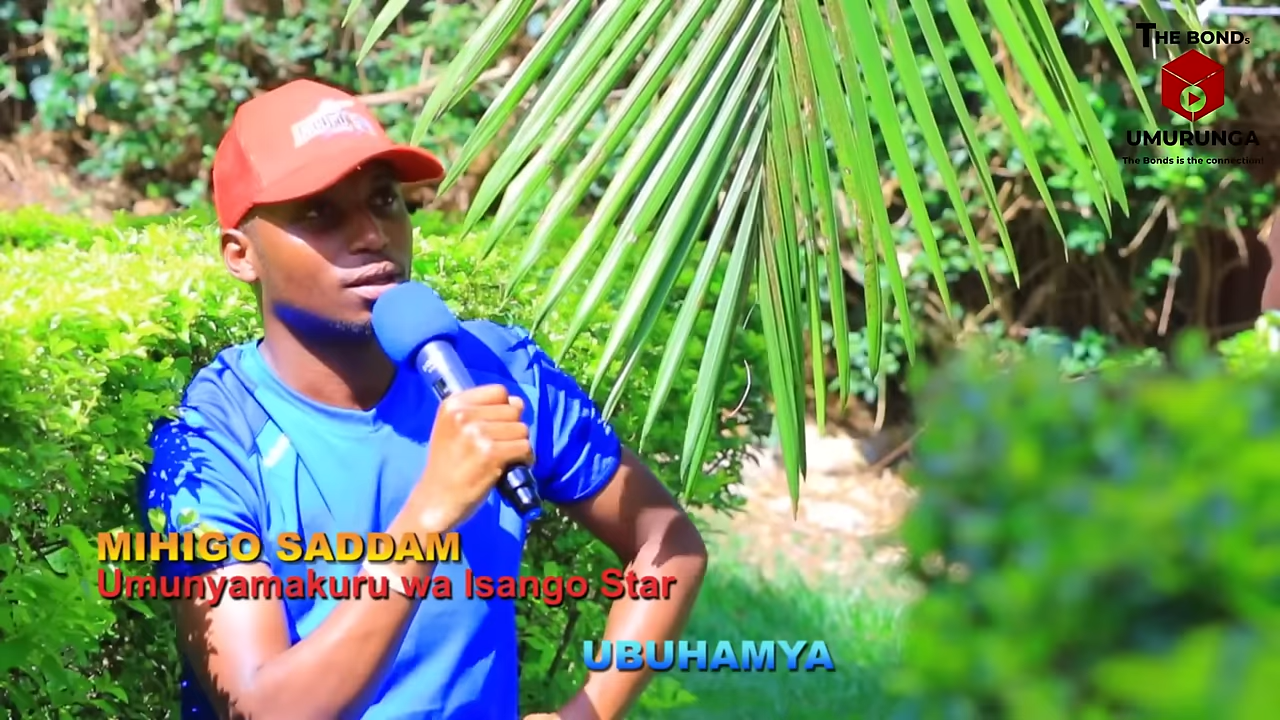 THE BONDs
UMURUNGA
The Bonds is the connection!
MIHIGO SADDAM
Umunyamakuru wa Isango Star
UBUHAMYA